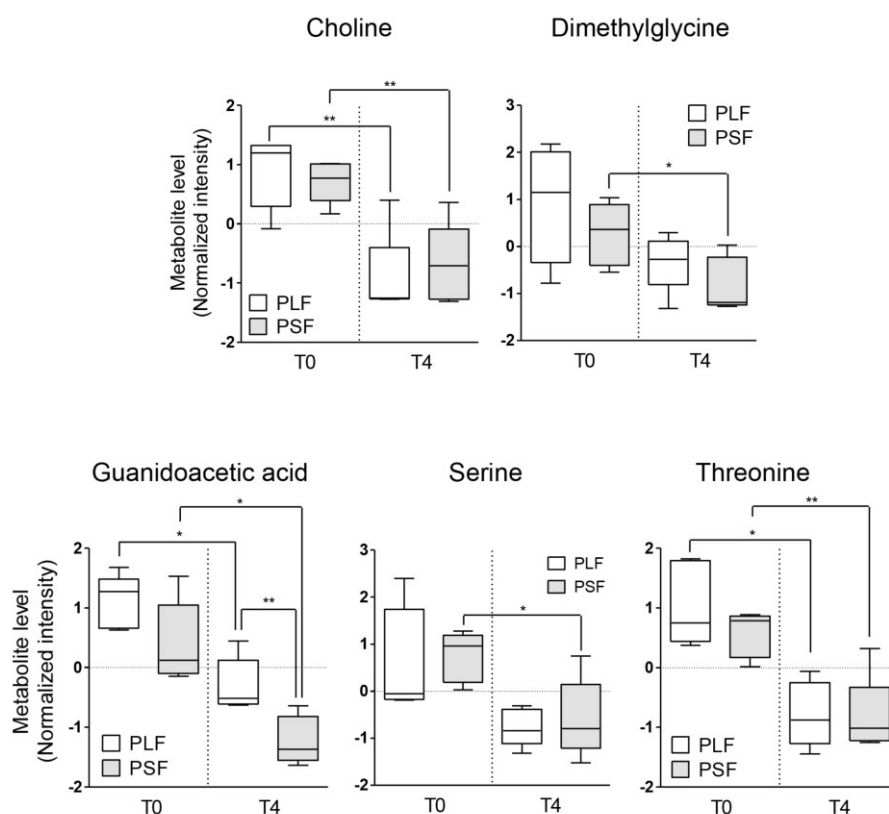 Choline
Metabolite level
(Normalized intensity)
2
1
0
-1
-2
**
**
PLF
PSF
T0
T4
Dimethylglycine
3
2
1
0
-1
-2
*
PLF
PSF
T0
T4
Guanidoacetic acid
Metabolite level
(Normalized intensity)
2
1
0
-1
-2
*
*
**
PLF
PSF
T0
T4
Serine
3
2
1
0
-1
-2
*
PLF
PSF
T0
T4
Threonine
2
1
0
-1
-2
**
*
PLF
PSF
T0
T4